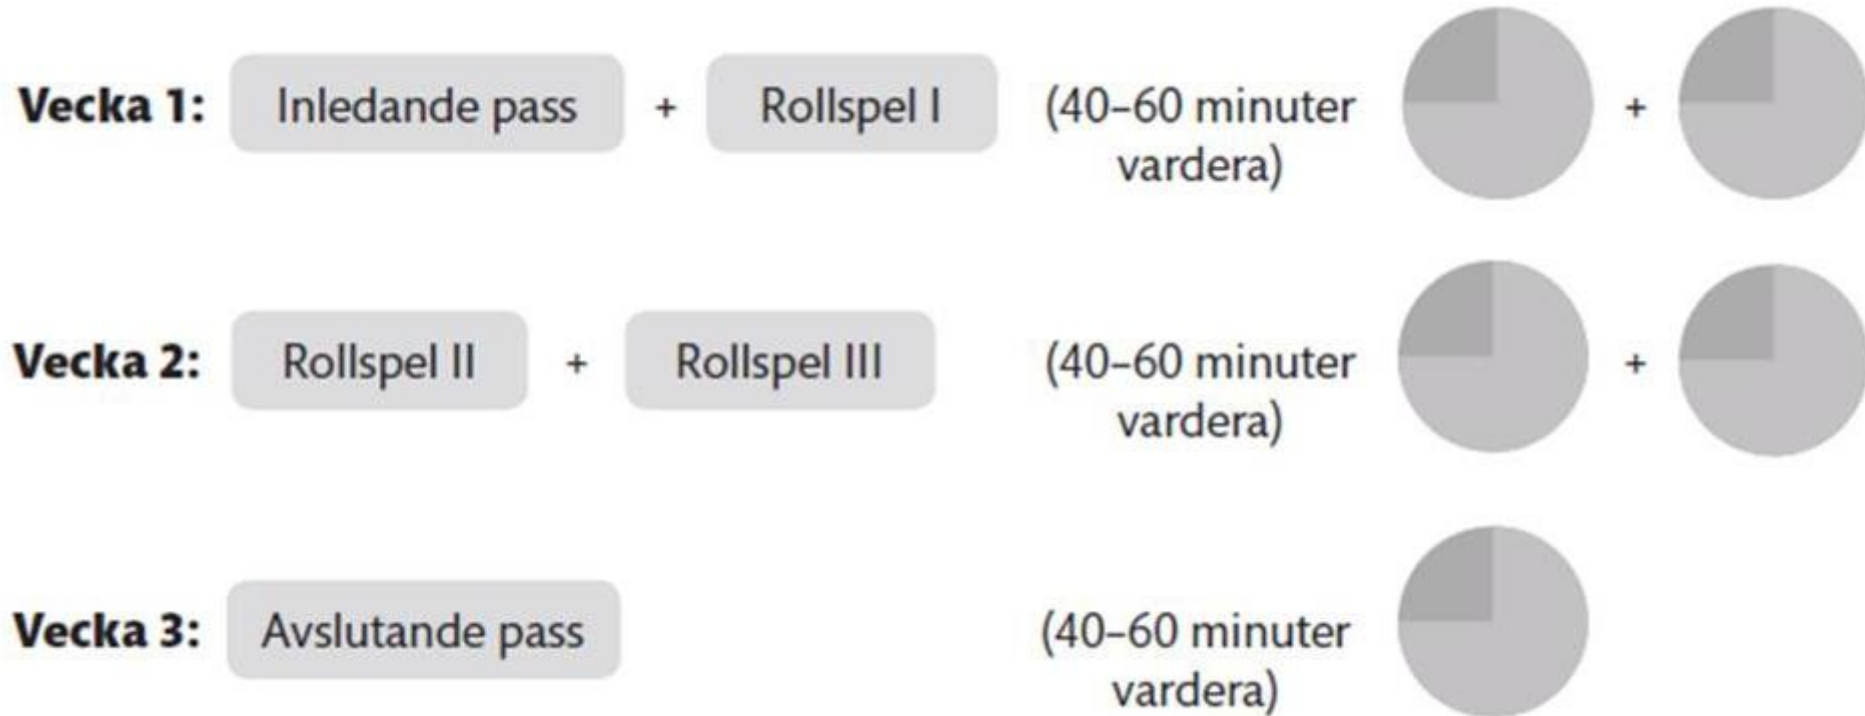 Vecka 1: Inledande pass + Rollspel I (40–60 minuter +
vardera)
Vecka 2: Rollspel II + Rollspel III (40–60 minuter +
vardera)
Vecka 3: Avslutande pass (40–60 minuter
vardera)